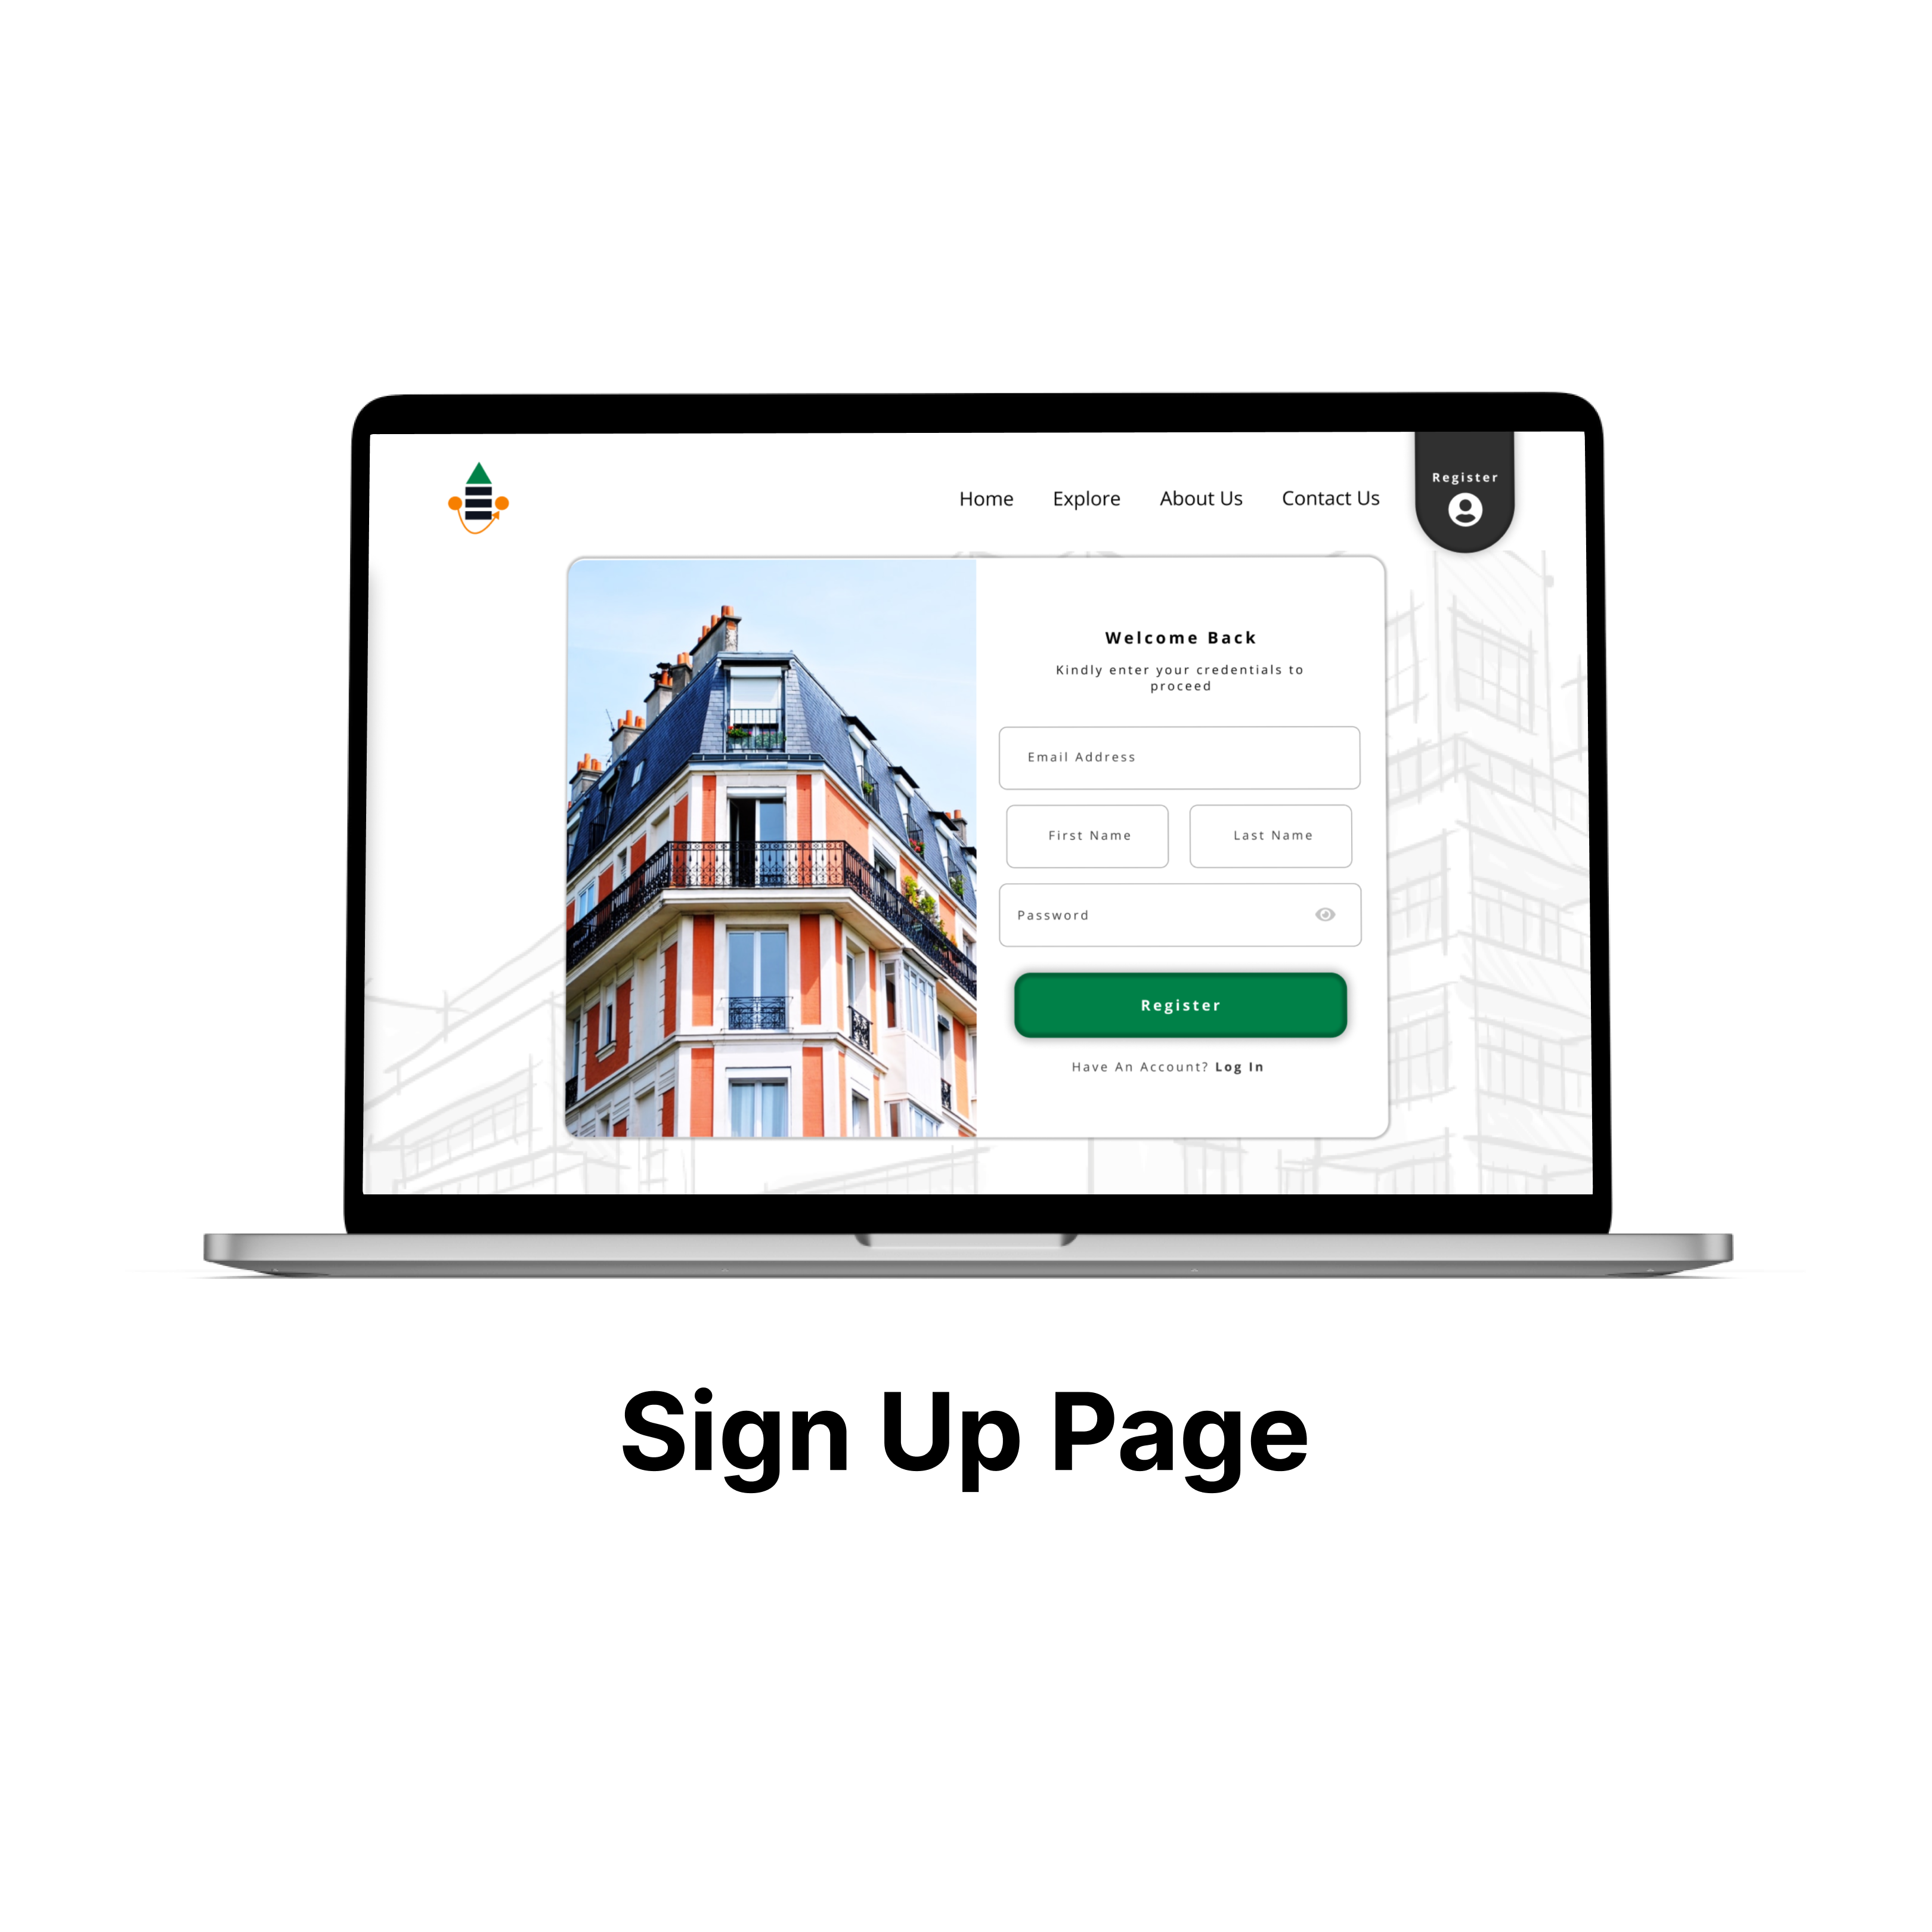 Home Explore About Us Contact Us
Register
Welcome Back
Kindly enter your credentials to
proceed
Email Address
First Name Last Name
Password
Register
Have An Account? Log In
Sign Up Page